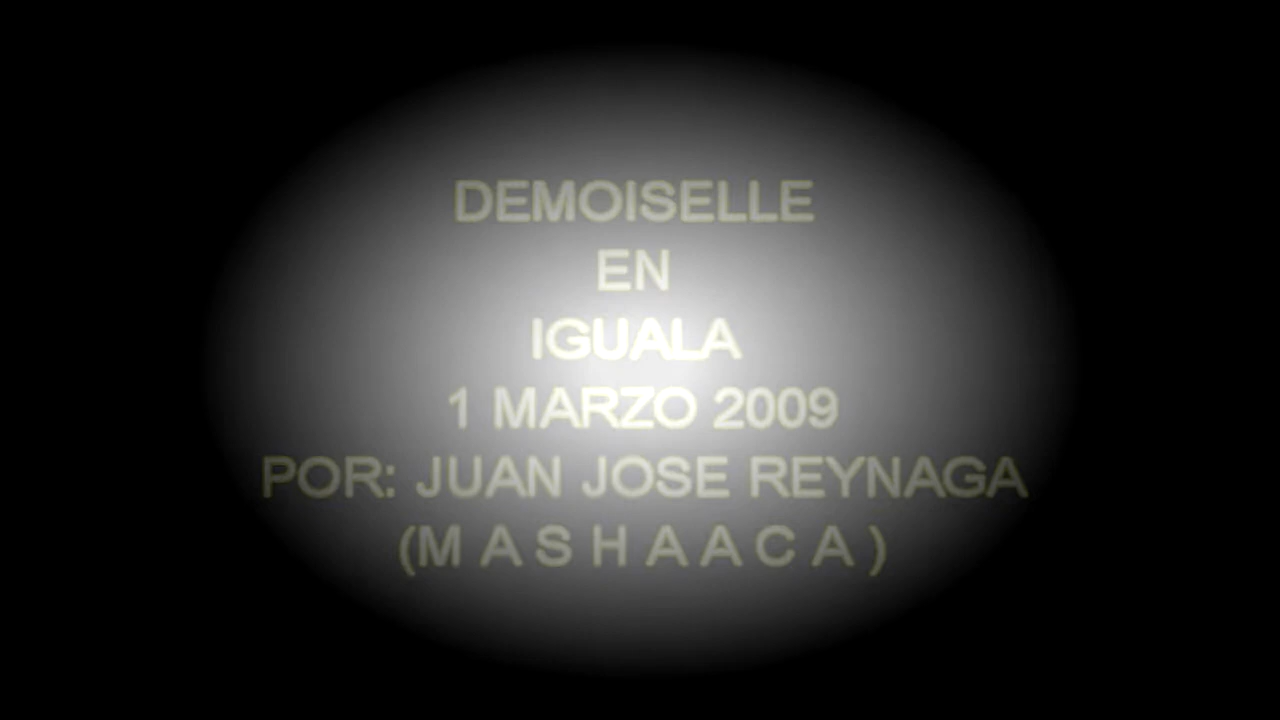 DEMOISELLE
EN
IGUALA
1 MARZO 2009
POR: JUAN JOSE REYNAGA
(M A S H A A C A )